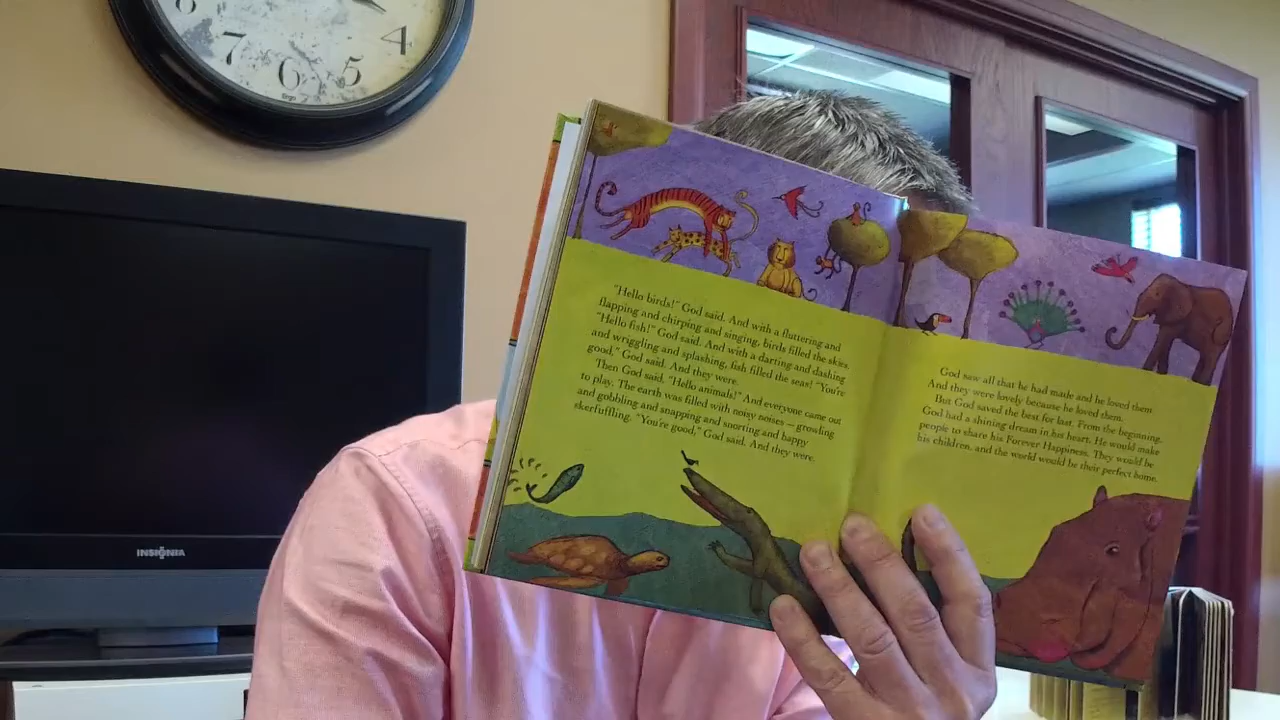 8
4
7
6
5
INSIGNIA
"Hello birds!" God said. And with a fluttering and
flapping and chirping and singing, birds filled the skies.
"Hello fish!" God said. And with a darting and dashing
and wriggling and splashing, fish filled the seas! "You're
good," God said. And they were.
Then God said, "Hello animals!" And everyone came out
to play. The earth was filled with noisy noises — growling
and gobbling and snapping and snorting and happy
skerfuffling. "You're good," God said. And they were.
God saw all that he had made and he loved them.
And they were lovely because he loved them.
But God saved the best for last. From the beginning,
God had a shining dream in his heart. He would make
people to share his Forever Happiness. They would be
his children, and the world would be their perfect home.